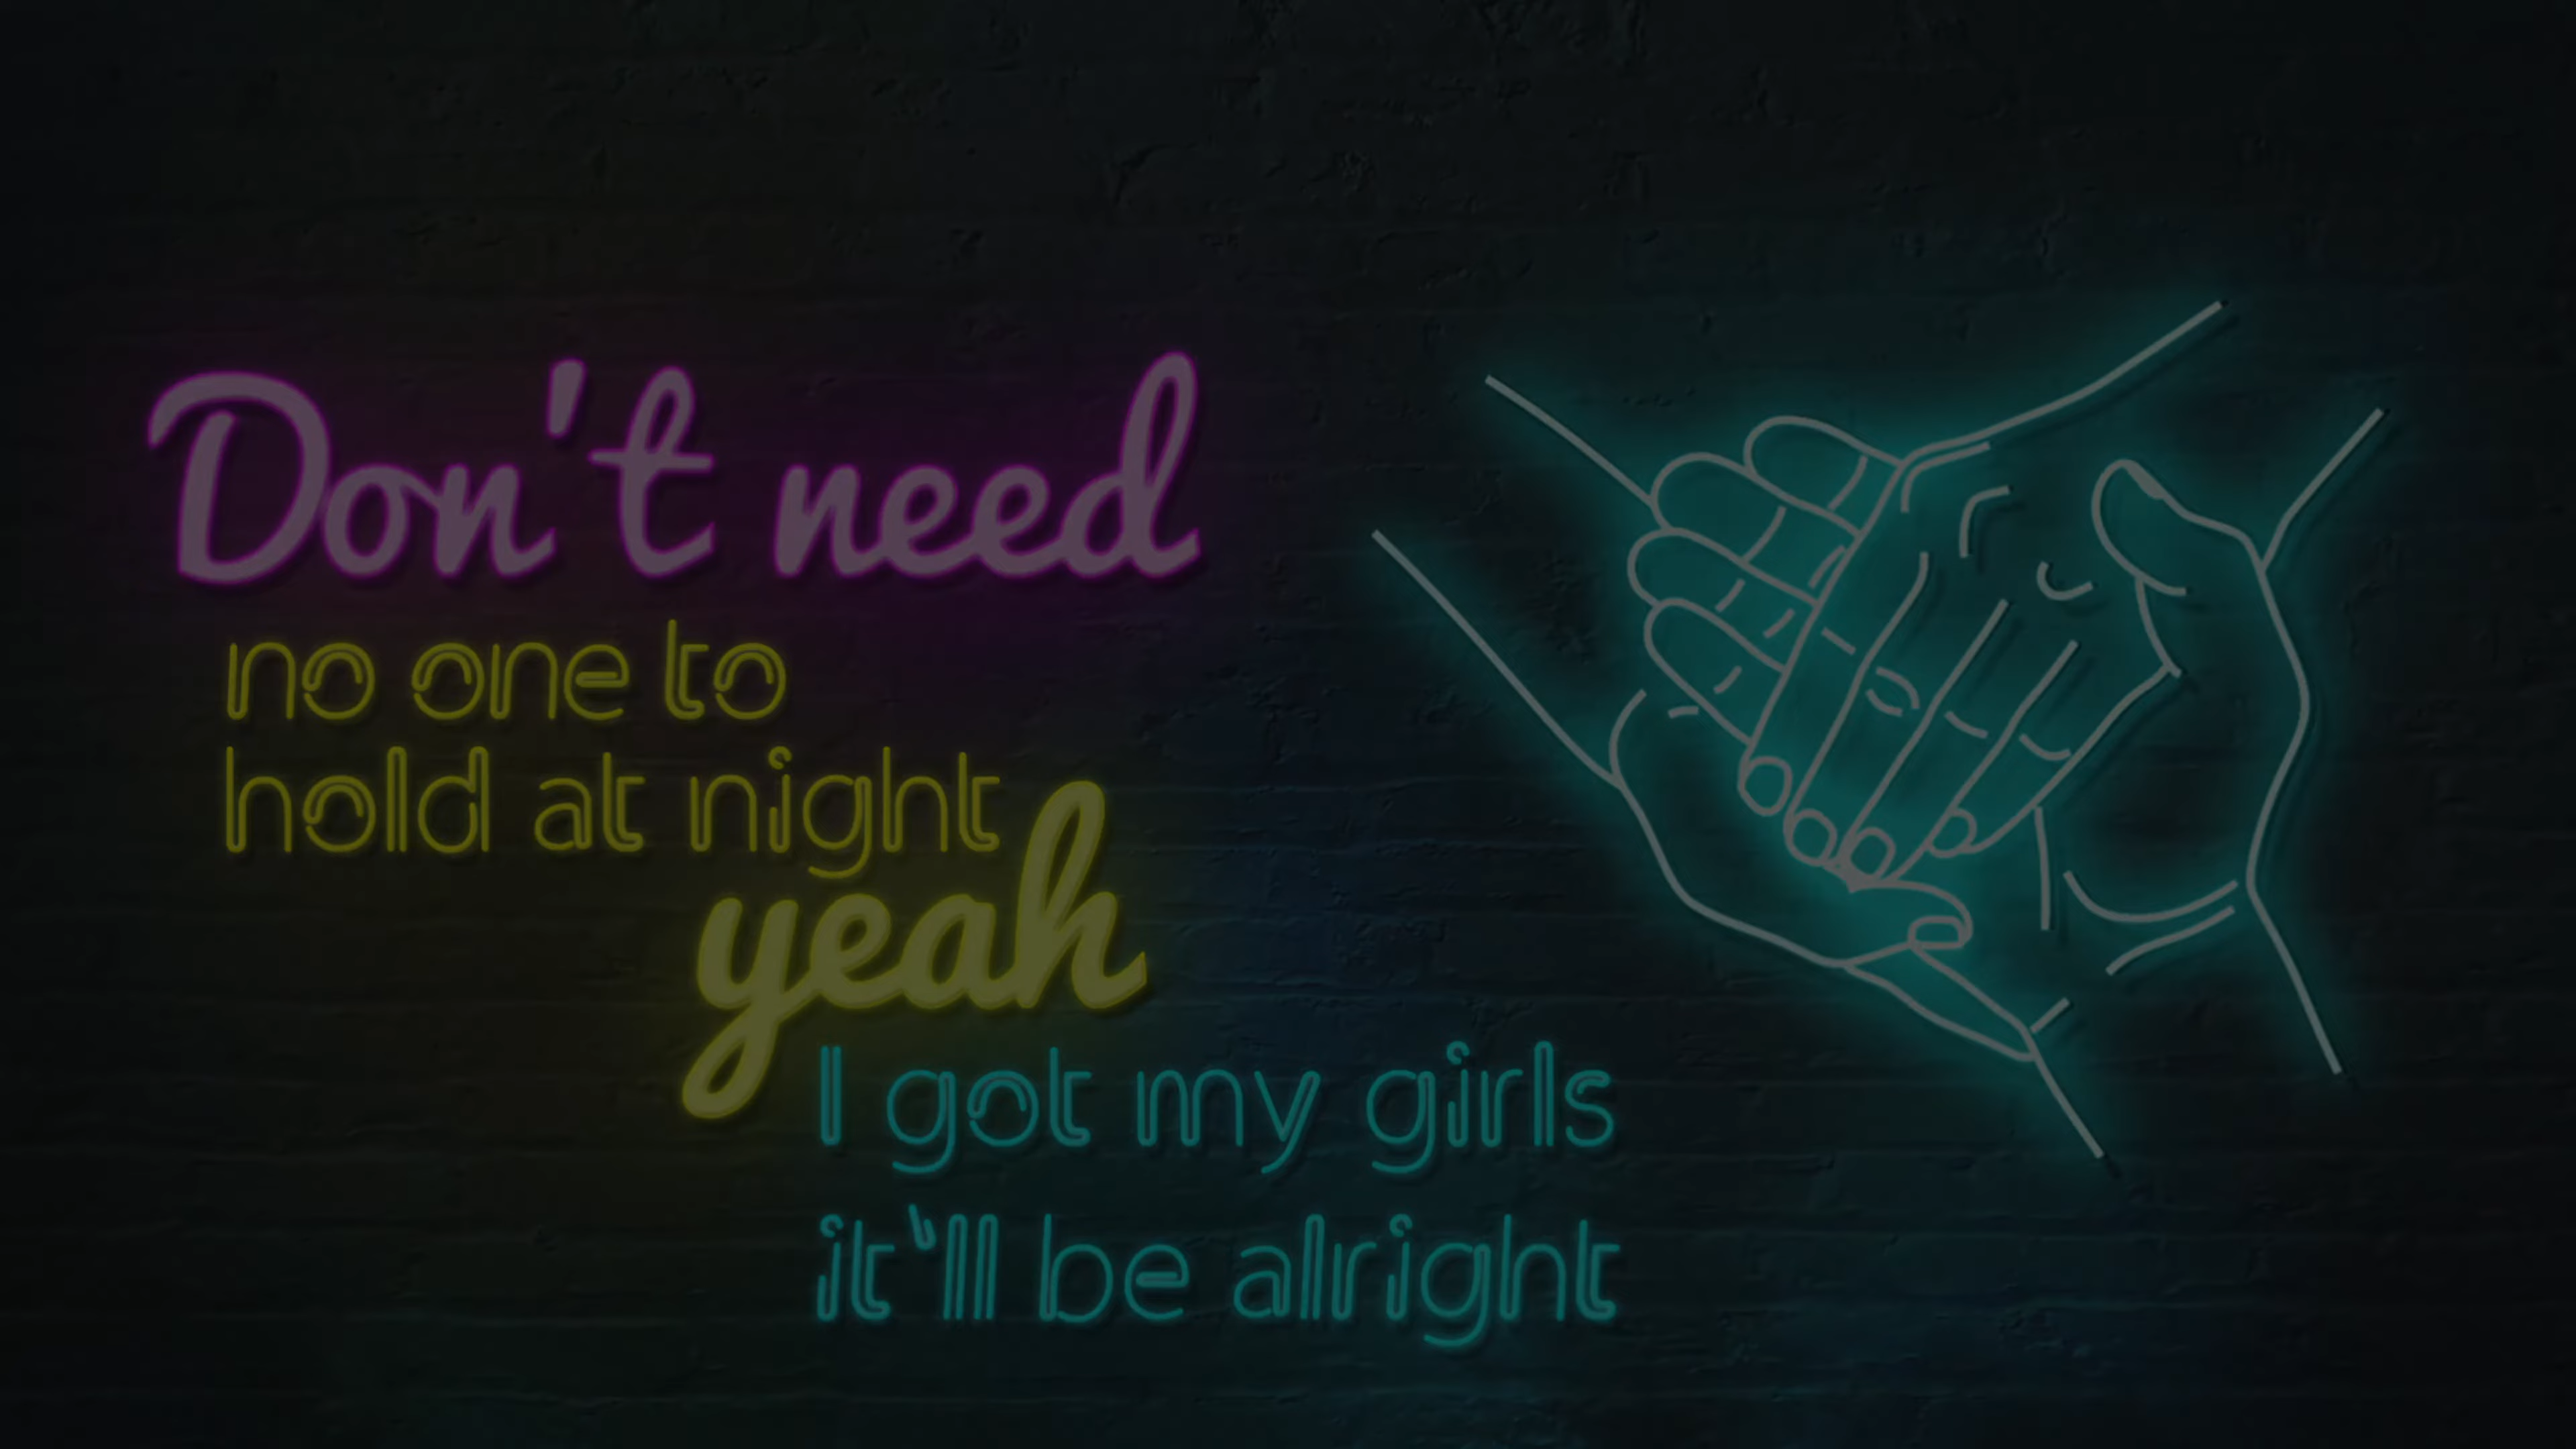 Don't need
no one to
hold at night
yeah
I got my girls
it'll be alright